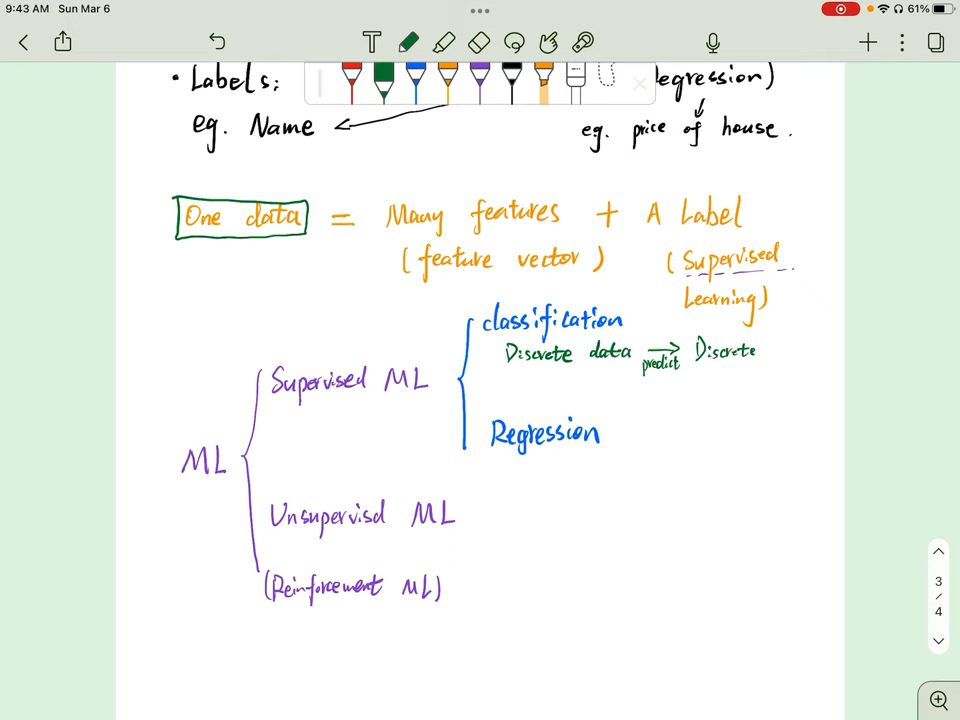 9:43 AM Sun Mar 6
61%
• Labels:
egression)
eg. Name
eg. price of house.
One data = Many features + A Label
(feature vector)
(Supervised
Learning)
classification
Discrete data → Discrete
predict
Supervised ML
Regression
ML
Unsupervisd ML
(Reinforcement ML)
3
/
4